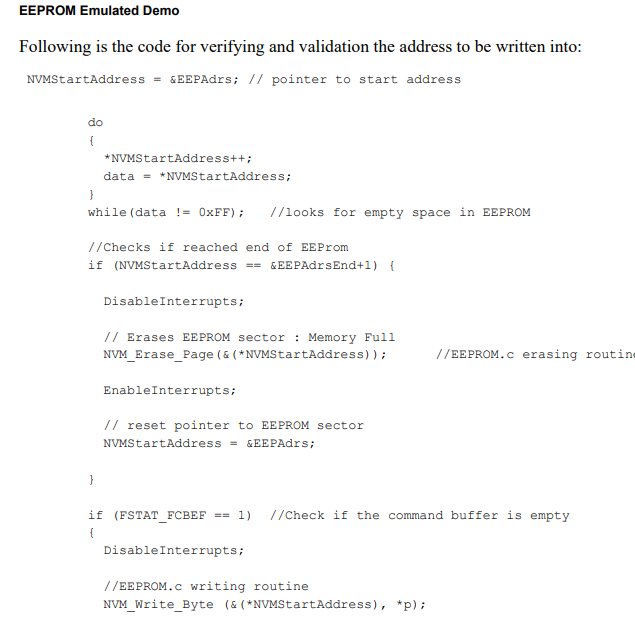 EEPROM Emulated Demo
Following is the code for verifying and validation the address to be written into:
NVMStartAddress = &EEPAdrs; // pointer to start address
do
{
*NVMStartAddress++;
data = *NVMStartAddress;
}
while(data != 0xFF); //looks for empty space in EEPROM
//Checks if reached end of EEProm
if (NVMStartAddress == &EEPAdrsEnd+1) {
DisableInterrupts;
// Erases EEPROM sector : Memory Full
NVM_Erase_Page(&(*NVMStartAddress)); //EEPROM.c erasing routin
EnableInterrupts;
// reset pointer to EEPROM sector
NVMStartAddress = &EEPAdrs;
}
if (FSTAT_FCBEF == 1) //Check if the command buffer is empty
{
DisableInterrupts;
//EEPROM.c writing routine
NVM_Write_Byte (&(*NVMStartAddress), *p);